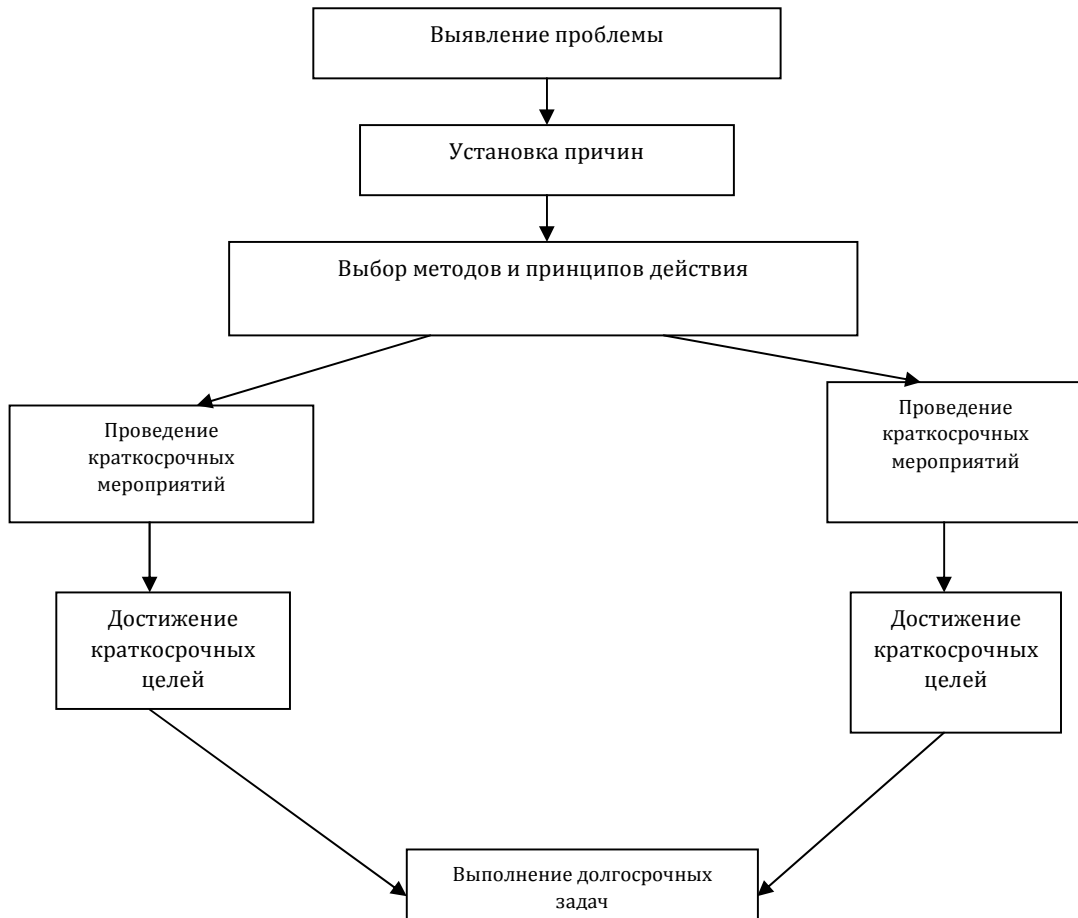 Выявление проблемы
Установка причин
Выбор методов и принципов действия
Проведение
краткосрочных
мероприятий
Проведение
краткосрочных
мероприятий
Достижение
краткосрочных
целей
Достижение
краткосрочных
целей
Выполнение долгосрочных
задач